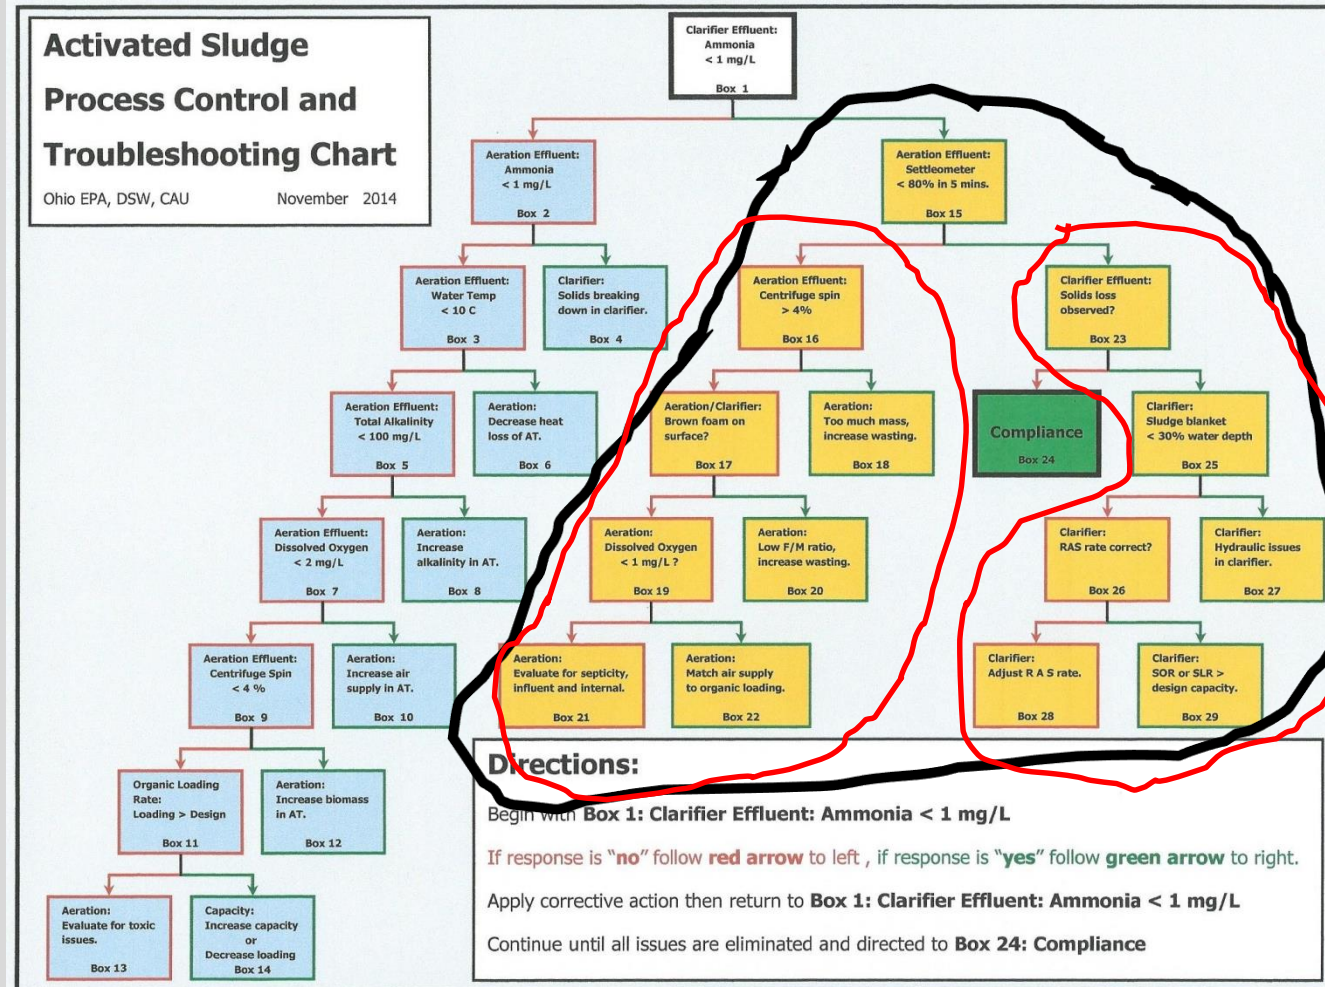 Activated Sludge
Process Control and
Troubleshooting Chart
Ohio EPA, DSW, CAU November 2014
Clarifier Effluent:
Ammonia
< 1 mg/L
Box 1
Aeration Effluent:
Ammonia
< 1 mg/L
Box 2
Aeration Effluent:
Settleometer
< 80% in 5 mins.
Box 15
Aeration Effluent:
Water Temp
< 10 C
Box 3
Clarifier:
Solids breaking
down in clarifier.
Box 4
Aeration Effluent:
Centrifuge spin
> 4%
Box 16
Clarifier Effluent:
Solids loss
observed?
Box 23
Aeration Effluent:
Total Alkalinity
< 100 mg/L
Box 5
Aeration:
Decrease heat
loss of AT.
Box 6
Aeration/Clarifier:
Brown foam on
surface?
Box 17
Aeration:
Too much mass,
increase wasting.
Box 18
Compliance
Box 24
Clarifier:
Sludge blanket
< 30% water depth
Box 25
Aeration Effluent:
Dissolved Oxygen
< 2 mg/L
Box 7
Aeration:
Increase
alkalinity in AT.
Box 8
Aeration:
Dissolved Oxygen
< 1 mg/L ?
Box 19
Aeration:
Low F/M ratio,
increase wasting.
Box 20
Clarifier:
RAS rate correct?
Box 26
Clarifier:
Hydraulic issues
in clarifier.
Box 27
Aeration Effluent:
Centrifuge Spin
< 4 %
Box 9
Aeration:
Increase air
supply in AT.
Box 10
Aeration:
Evaluate for septicity,
influent and internal.
Box 21
Aeration:
Match air supply
to organic loading.
Box 22
Clarifier:
Adjust R A S rate.
Box 28
Clarifier:
SOR or SLR >
design capacity.
Box 29
Organic Loading
Rate:
Loading > Design
Box 11
Aeration:
Increase biomass
in AT.
Box 12
Aeration:
Evaluate for toxic
issues.
Box 13
Capacity:
Increase capacity
or
Decrease loading
Box 14
Directions:
Begin with Box 1: Clarifier Effluent: Ammonia < 1 mg/L
If response is "no" follow red arrow to left , if response is "yes" follow green arrow to right.
Apply corrective action then return to Box 1: Clarifier Effluent: Ammonia < 1 mg/L
Continue until all issues are eliminated and directed to Box 24: Compliance